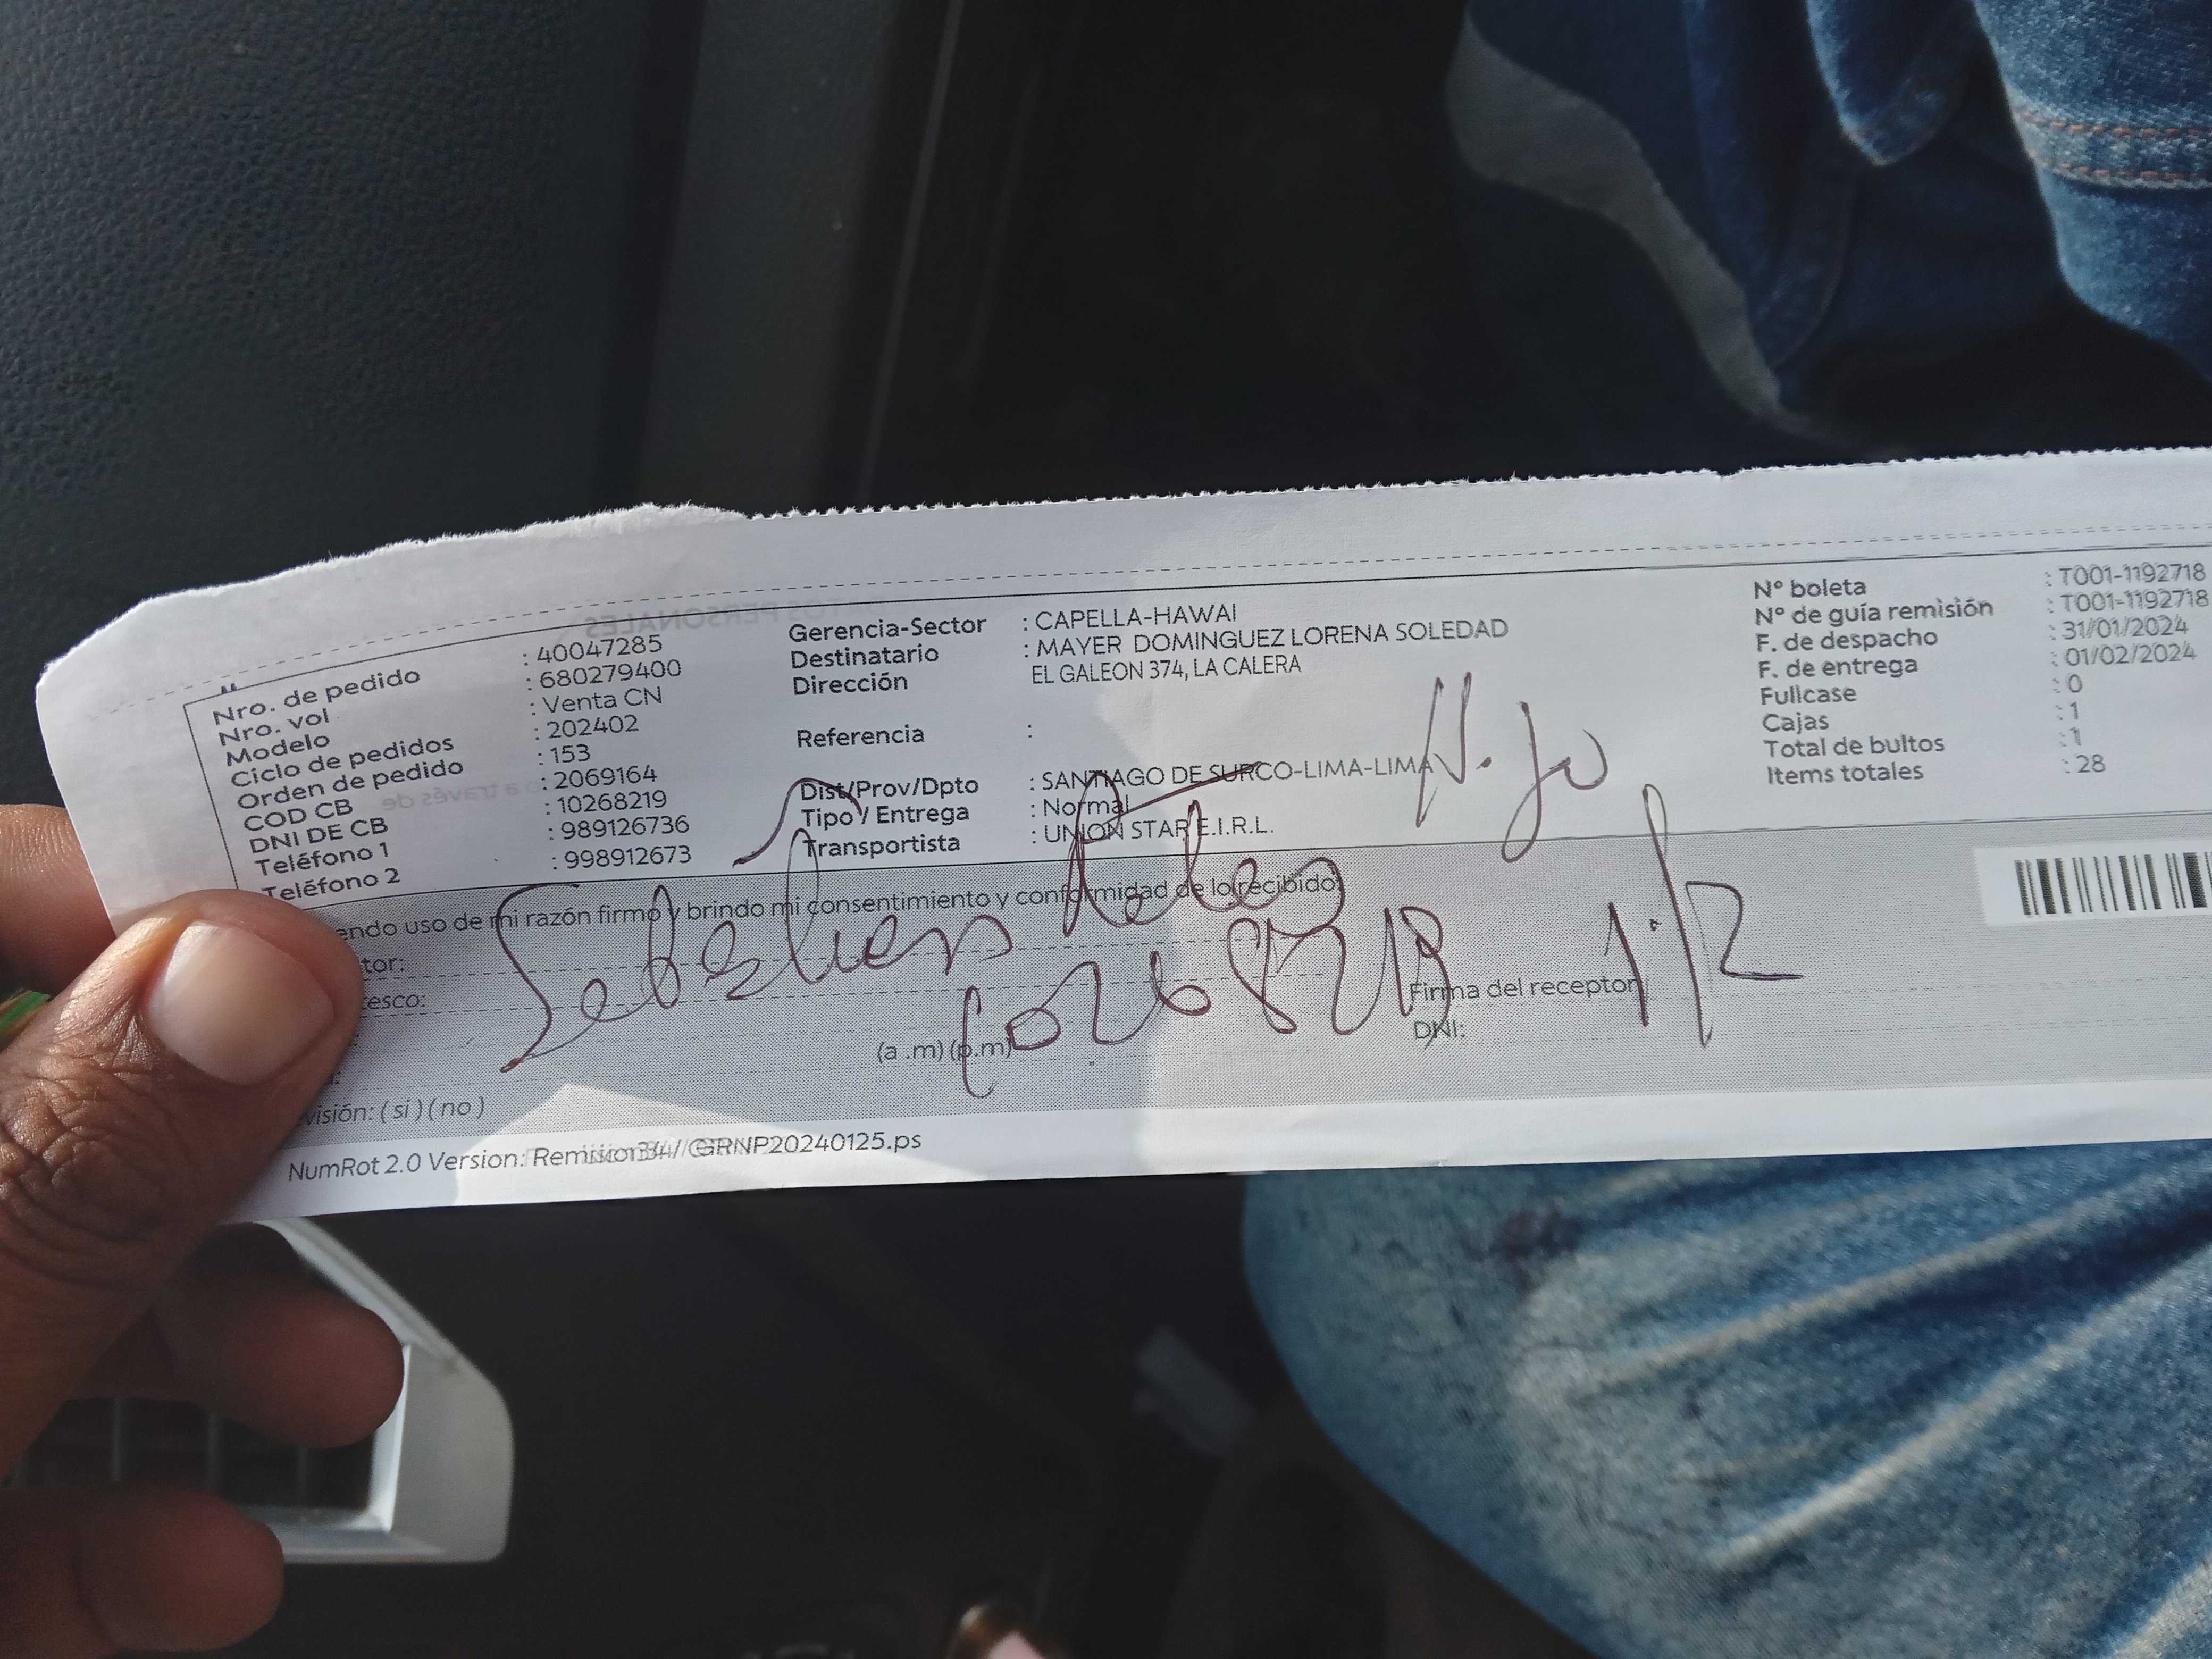 Nro. de pedido : 40047285
Nro. vol : 680279400
Modelo : Venta CN
Ciclo de pedidos : 202402
Orden de pedido : 153
COD CB : 2069164
DNI DE CB : 10268219
Teléfono 1 : 989126736
Teléfono 2 : 998912673
Gerencia-Sector : CAPELLA-HAWAI
Destinatario : MAYER DOMINGUEZ LORENA SOLEDAD
Dirección EL GALEON 374, LA CALERA
Referencia :
Dist/Prov/Dpto : SANTIAGO DE SURCO-LIMA-LIMA
Tipo / Entrega : Normal
Transportista : UNION STAR E.I.R.L.
N° boleta : T001-1192718
N° de guía remisión : T001-1192718
F. de despacho : 31/01/2024
F. de entrega : 01/02/2024
Fullcase : 0
Cajas : 1
Total de bultos : 1
Items totales : 28
endo uso de mi razón firmo y brindo mi consentimiento y conformidad de lo recibido
tor:
esco:
(a .m) (p.m)
Firma del receptor
DNI:
visión: ( si ) ( no )
1/2
NumRot 2.0 Version: Remision34/ GRNP20240125.ps